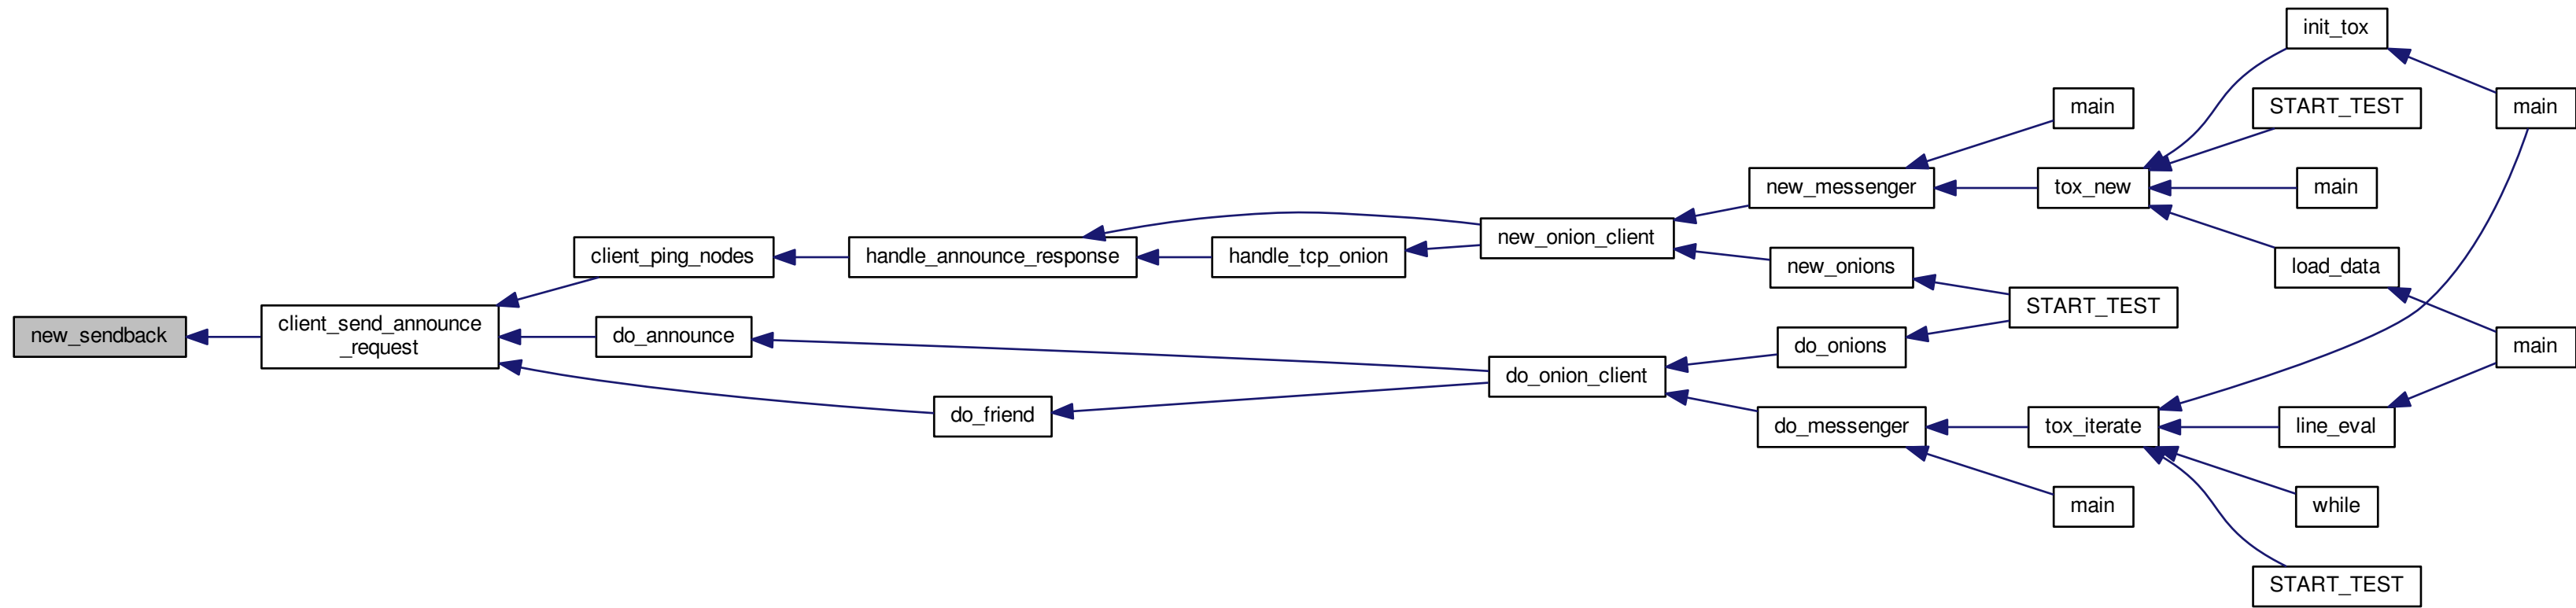 new_sendback
client_send_announce
_request
client_ping_nodes
do_announce
do_friend
handle_announce_response
handle_tcp_onion
new_onion_client
do_onion_client
new_messenger
new_onions
do_onions
do_messenger
main
tox_new
START_TEST
tox_iterate
main
init_tox
START_TEST
main
load_data
line_eval
while
START_TEST
main
main